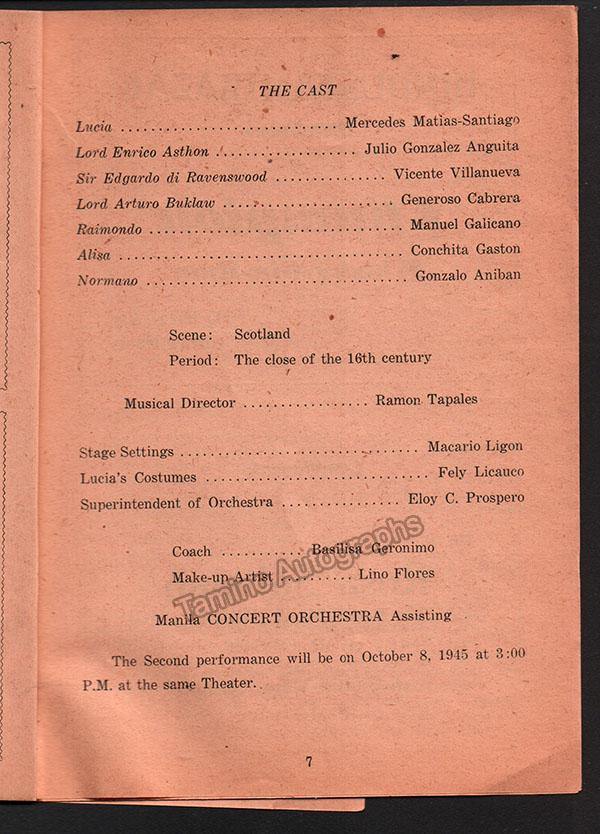 THE CAST
Lucia ............................ Mercedes Matias-Santiago
Lord Enrico Asthon .................. Julio Gonzalez Anguita
Sir Edgardo di Ravenswood ............... Vicente Villanueva
Lord Arturo Buklaw ....................... Generoso Cabrera
Raimondo .................................. Manuel Galicano
Alisa ...................................... Conchita Gaston
Normano ................................... Gonzalo Aniban
Scene: Scotland
Period: The close of the 16th century
Musical Director ................. Ramon Tapales
Stage Settings ................................ Macario Ligon
Lucia's Costumes .............................. Fely Licauco
Superintendent of Orchestra ................ Eloy C. Prospero
Coach ........... Basilisa Geronimo
Make-up Artist .......... Lino Flores
Tamino Autographs
Manila CONCERT ORCHESTRA Assisting
The Second performance will be on October 8, 1945 at 3:00
P.M. at the same Theater.
7